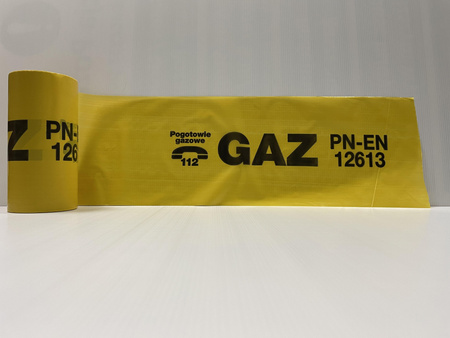 Z PN-
126
Pogotowie
gazowe
112
GAZ
PN-EN
12613